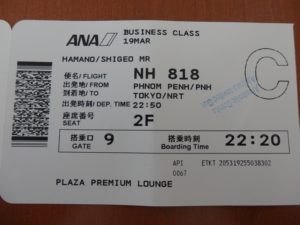 ANA BUSINESS CLASS
19MAR
HAMANO/SHIGEO MR
便名/FLIGHT NH 818
出発地/FROM PHNOM PENH/PNH
到着地/TO TOKYO/NRT
出発時刻/DEP. TIME 22:50
座席番号
SEAT 2F
C
搭乗口 9 搭乗時刻 22:20
GATE Boarding Time
API ETKT 205319255038302
0067
PLAZA PREMIUM LOUNGE